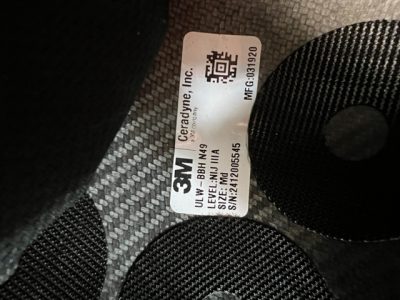 3M
Ceradyne, Inc.
MFG:031920
ULW-BBH N49
LEVEL:NIJ IIIA
SIZE: Md
S/N:2412005545